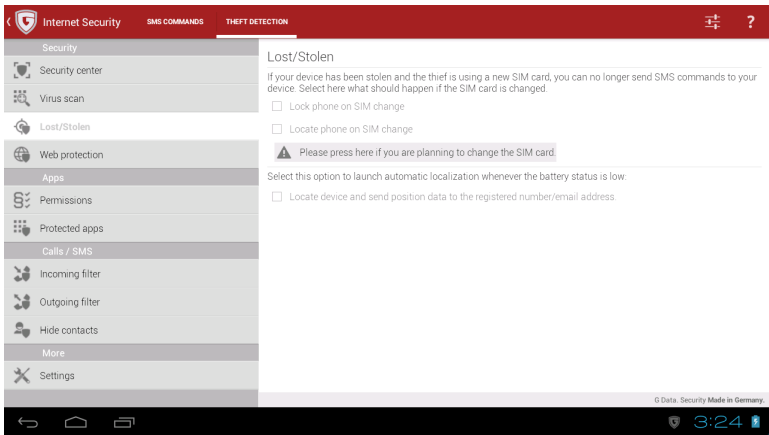 Internet Security
SMS COMMANDS
THEFT DETECTION
?
Security
Security center
Virus scan
Lost/Stolen
Web protection
Apps
Permissions
Protected apps
Calls / SMS
Incoming filter
Outgoing filter
Hide contacts
More
Settings
Lost/Stolen
If your device has been stolen and the thief is using a new SIM card, you can no longer send SMS commands to your
device. Select here what should happen if the SIM card is changed.
Lock phone on SIM change
Locate phone on SIM change
Please press here if you are planning to change the SIM card.
Select this option to launch automatic localization whenever the battery status is low:
Locate device and send position data to the registered number/email address.
G Data. Security Made in Germany.
3:24